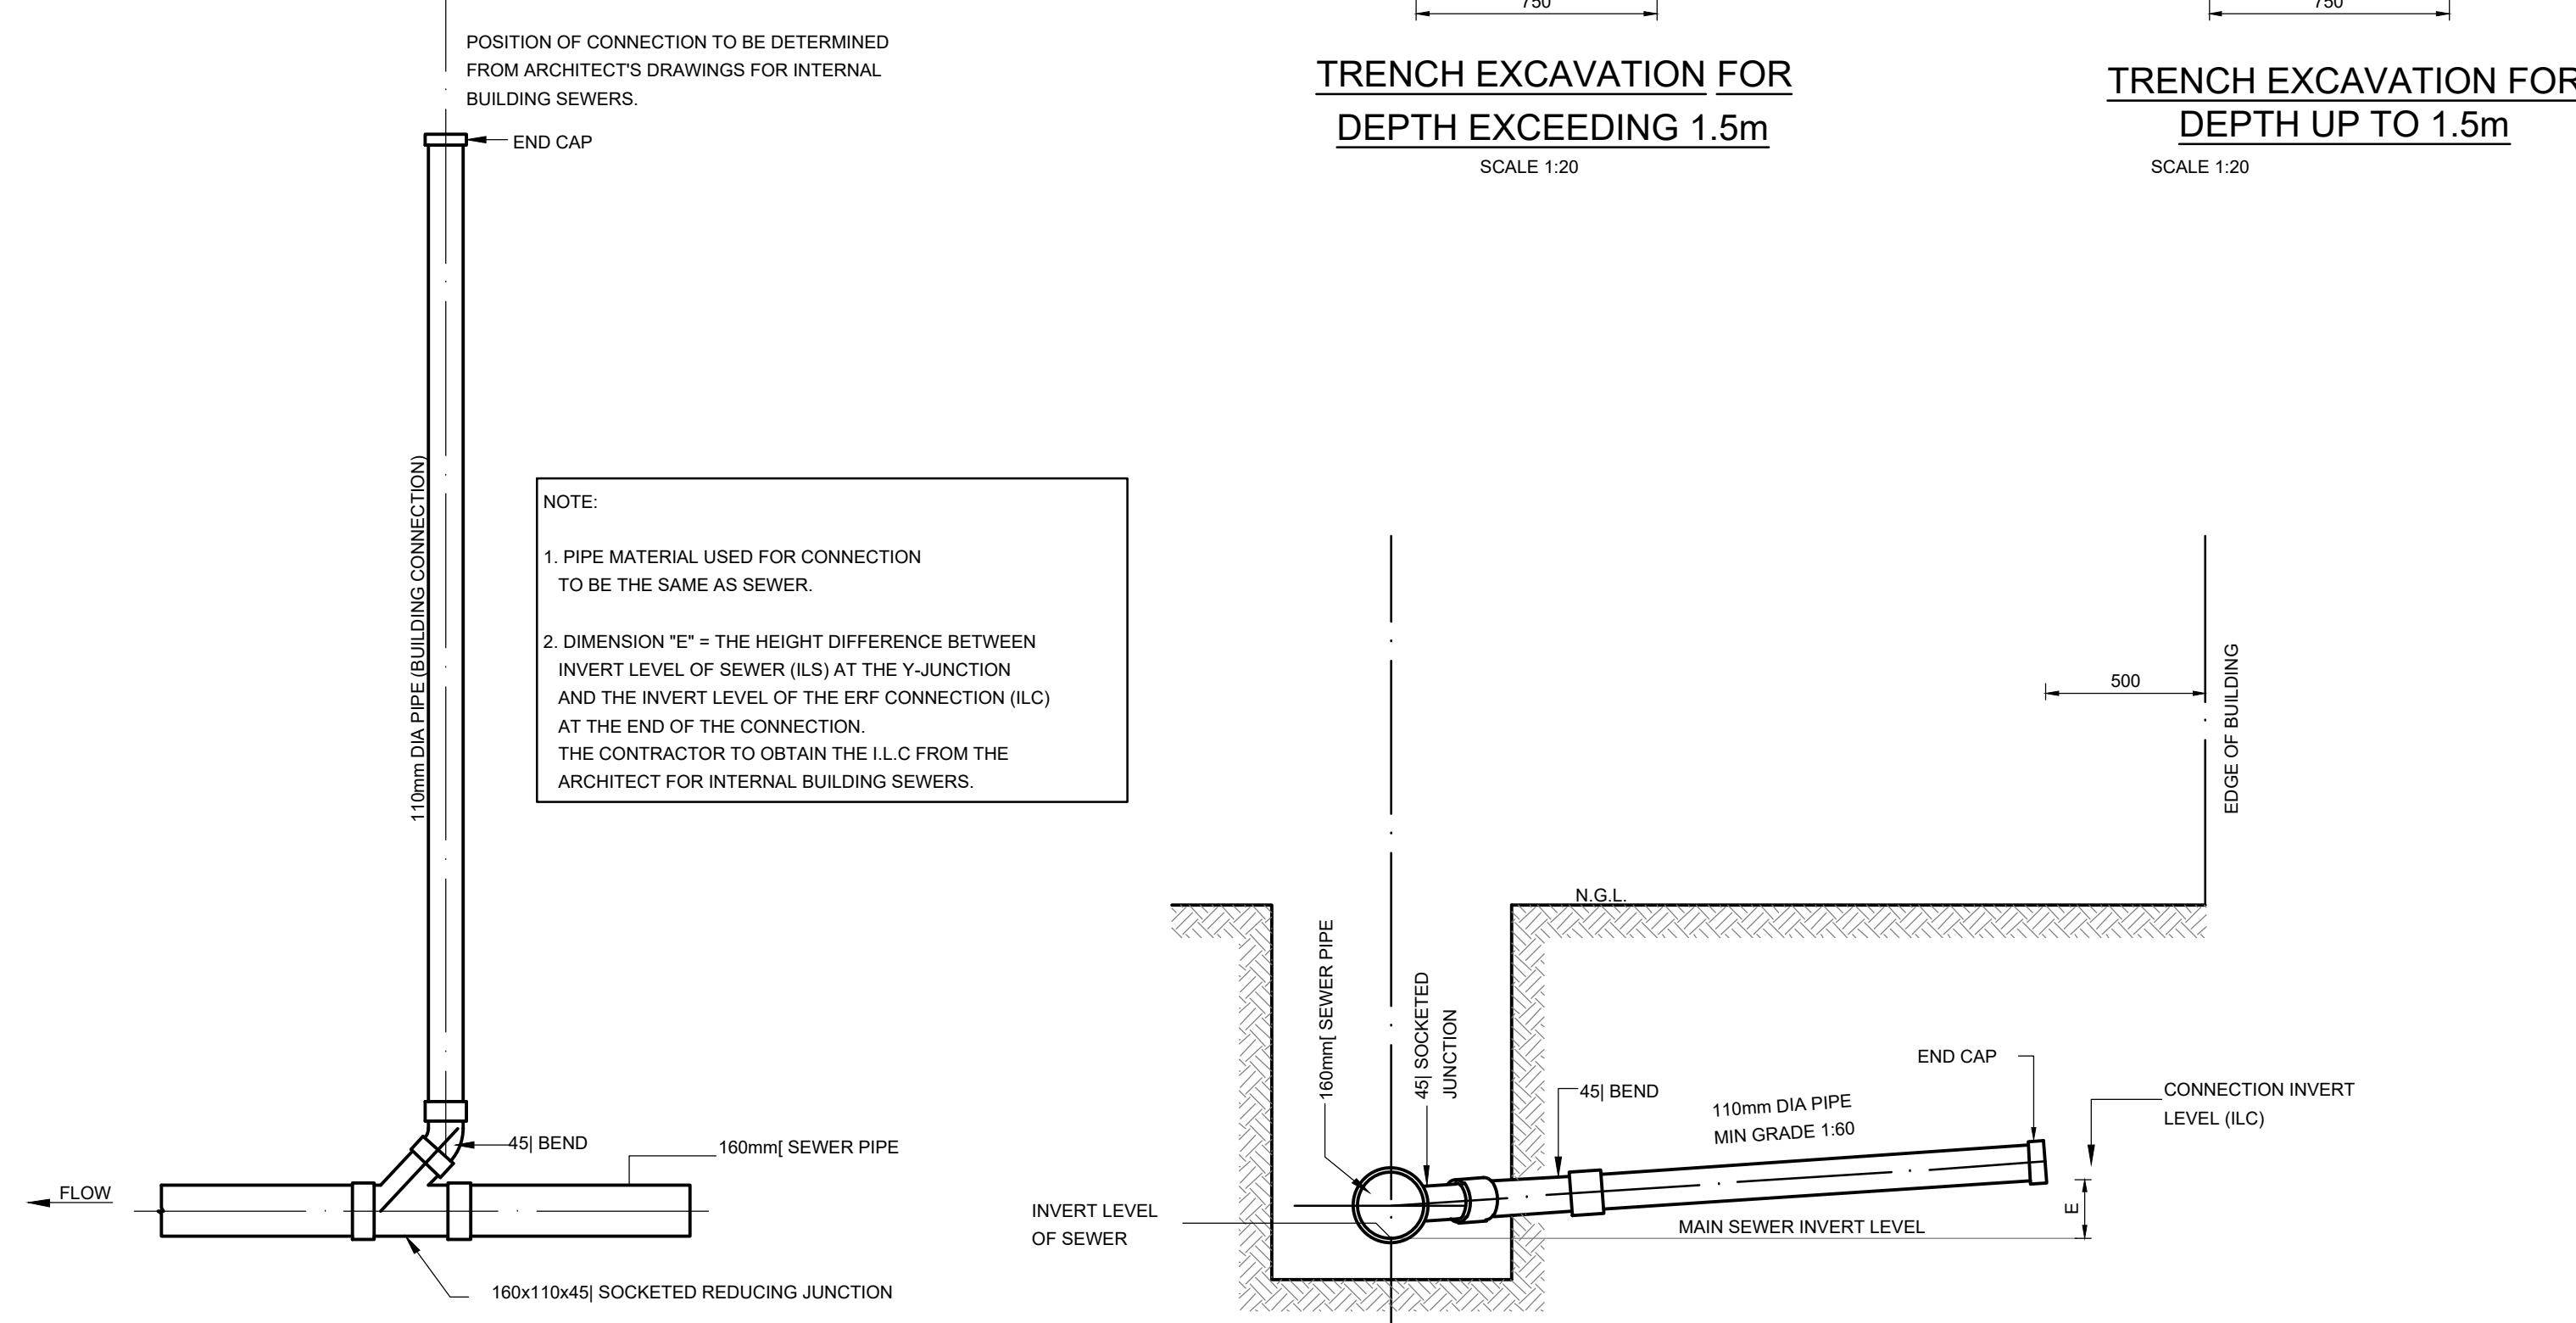 750
750
POSITION OF CONNECTION TO BE DETERMINED
FROM ARCHITECT'S DRAWINGS FOR INTERNAL
BUILDING SEWERS.
END CAP
TRENCH EXCAVATION FOR
DEPTH EXCEEDING 1.5m
SCALE 1:20
TRENCH EXCAVATION FOR
DEPTH UP TO 1.5m
SCALE 1:20
110mm DIA PIPE (BUILDING CONNECTION)
NOTE:
1. PIPE MATERIAL USED FOR CONNECTION
TO BE THE SAME AS SEWER.
2. DIMENSION "E" = THE HEIGHT DIFFERENCE BETWEEN
INVERT LEVEL OF SEWER (ILS) AT THE Y-JUNCTION
AND THE INVERT LEVEL OF THE ERF CONNECTION (ILC)
AT THE END OF THE CONNECTION.
THE CONTRACTOR TO OBTAIN THE I.L.C FROM THE
ARCHITECT FOR INTERNAL BUILDING SEWERS.
45| BEND
160mm[ SEWER PIPE
FLOW
160x110x45| SOCKETED REDUCING JUNCTION
500
EDGE OF BUILDING
N.G.L.
160mm[ SEWER PIPE
45| SOCKETED
JUNCTION
45| BEND
110mm DIA PIPE
MIN GRADE 1:60
END CAP
CONNECTION INVERT
LEVEL (ILC)
INVERT LEVEL
OF SEWER
MAIN SEWER INVERT LEVEL
E